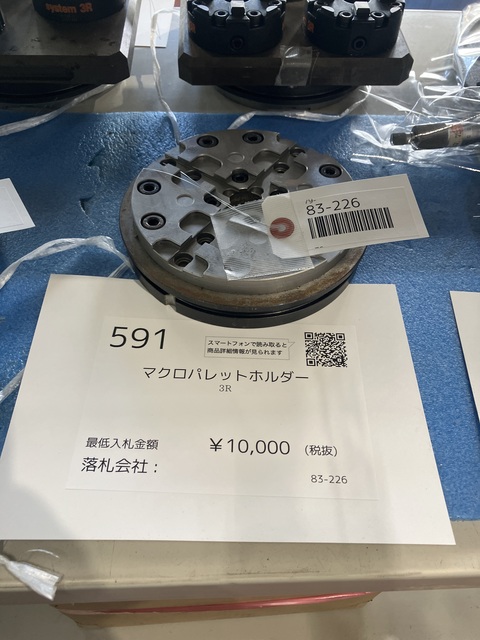 system 3R
ハヤ
83-226
591
スマートフォンで読み取ると
商品詳細情報が見られます
マクロパレットホルダー
3R
最低入札金額 ￥10,000 (税抜)
落札会社：
83-226